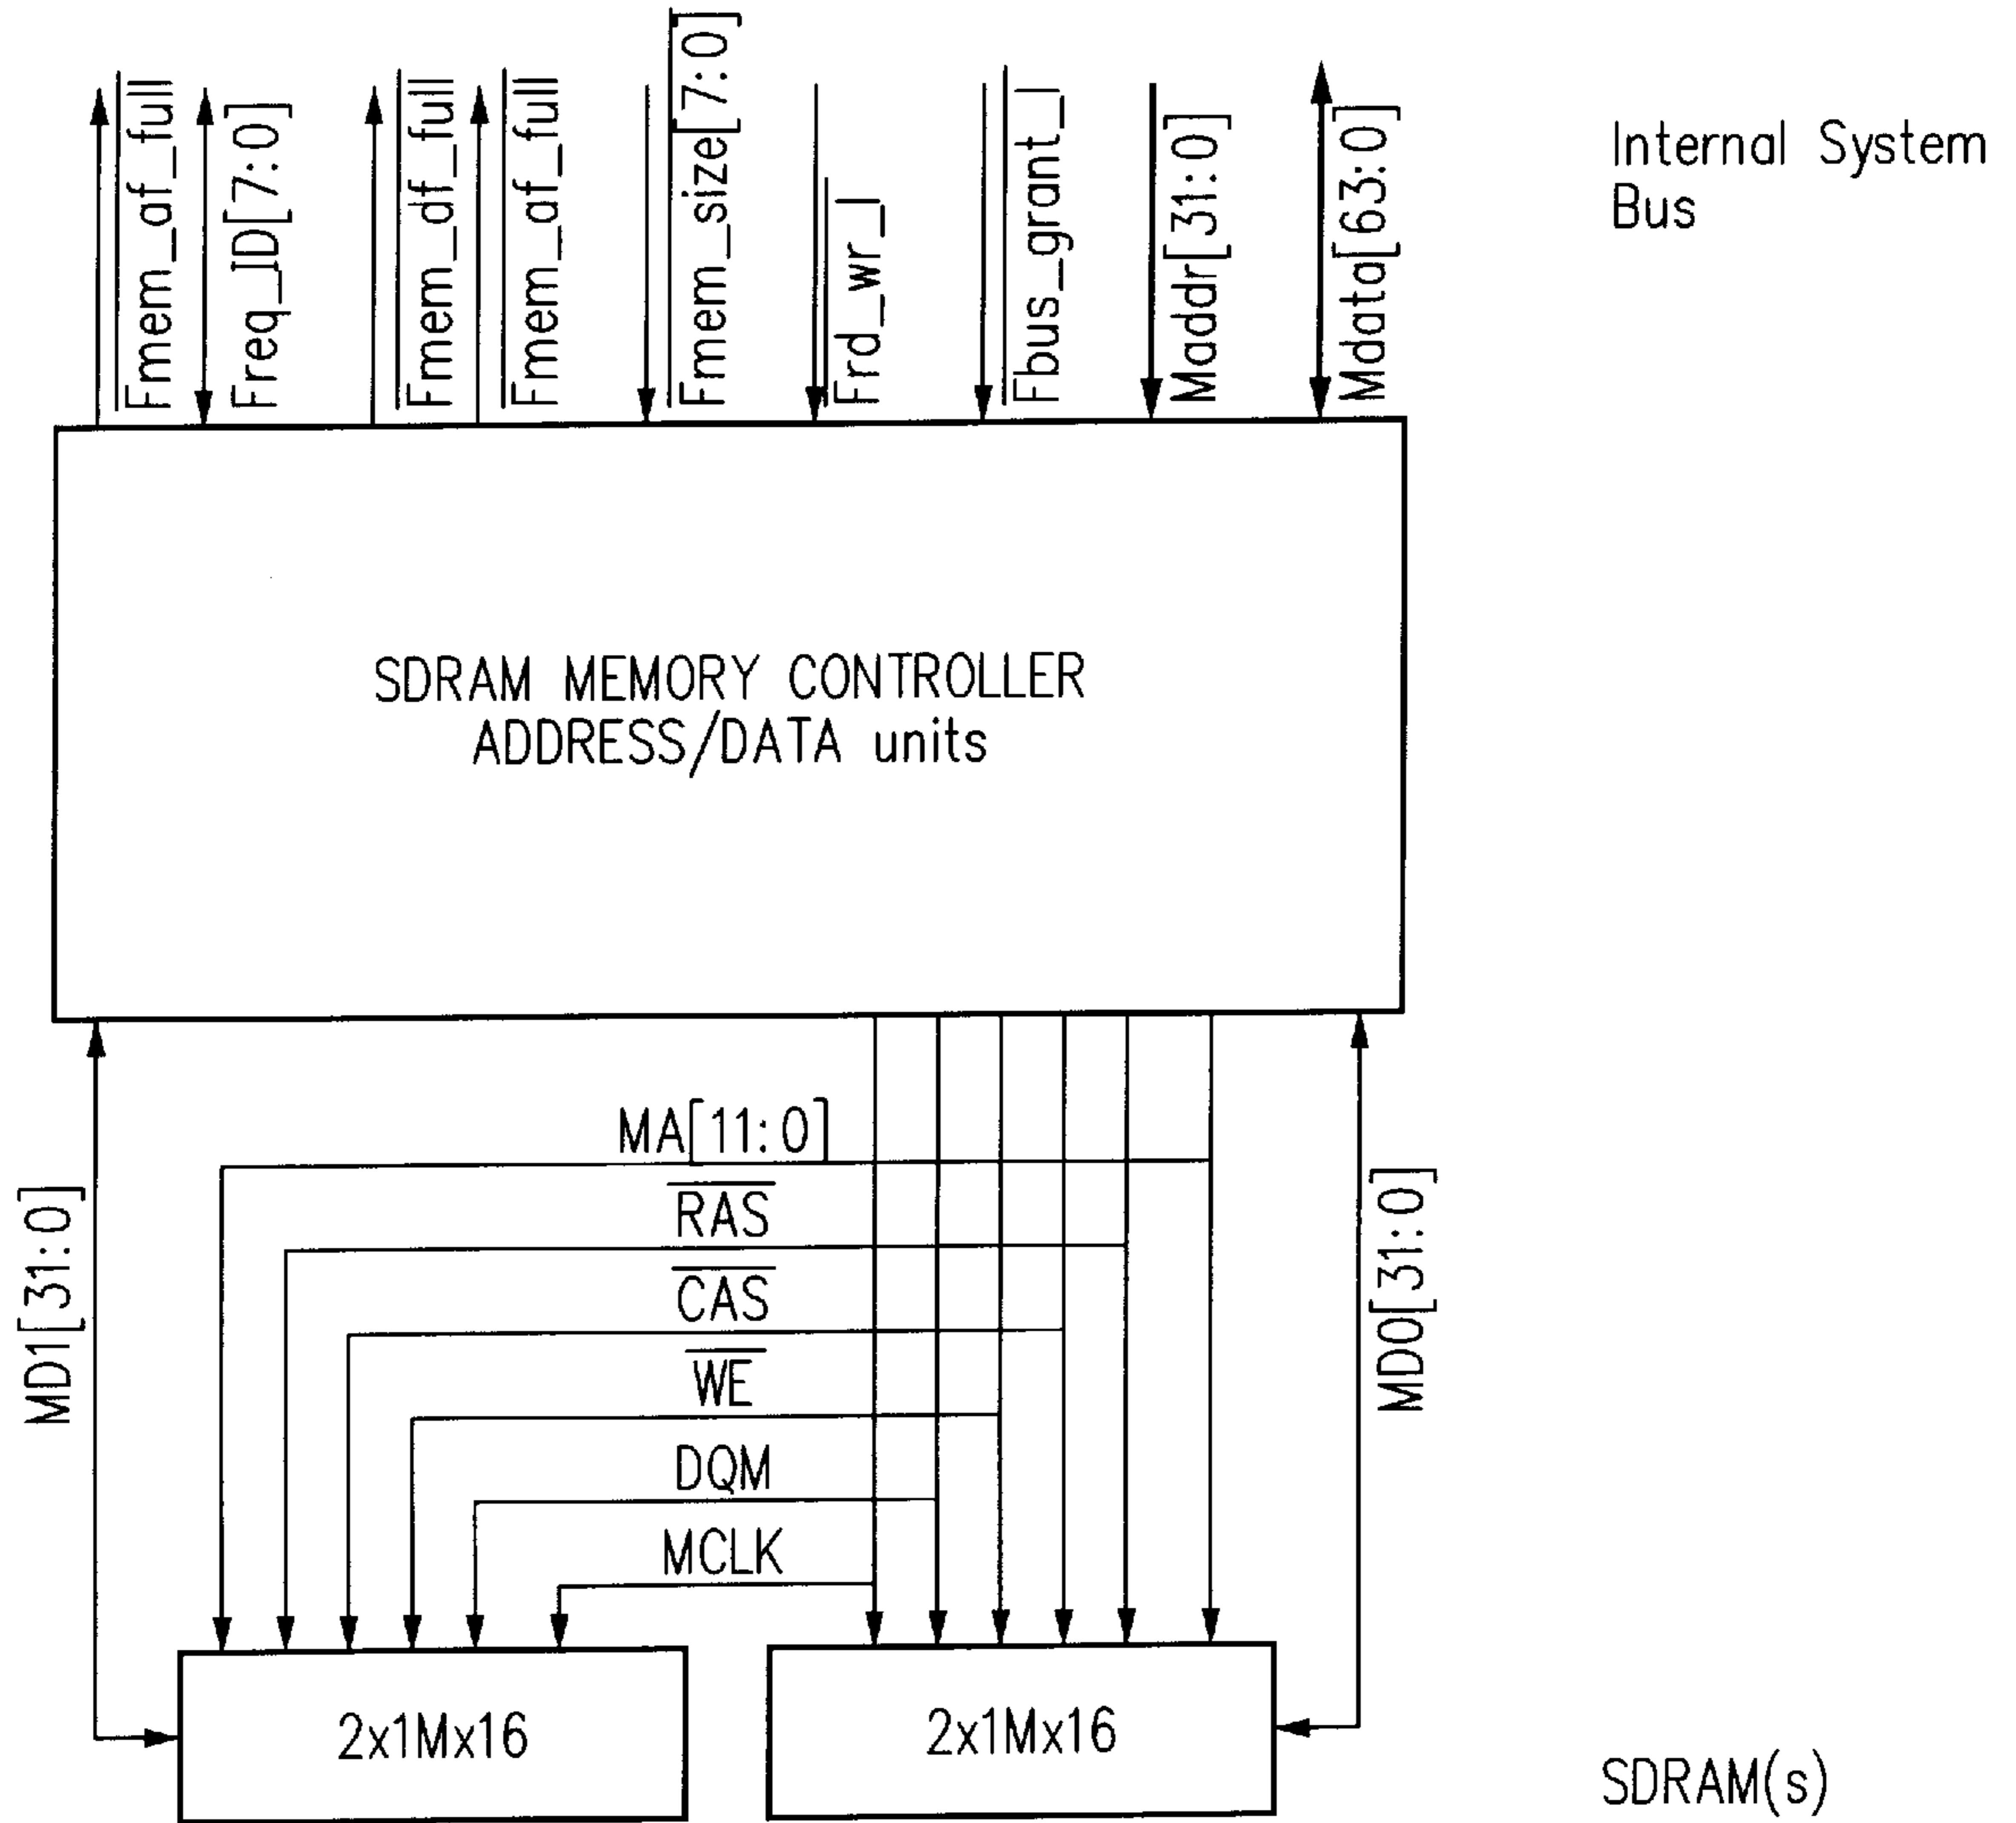 Fmem_af_full
Freq_ID[7:0]
Fmem_df_full
Fmem_af_full
Fmem_size[7:0]
Frd_wr_l
Fbus_grant_l
Maddr[31:0]
Mdata[63:0]
Internal System
Bus
SDRAM MEMORY CONTROLLER
ADDRESS/DATA units
MA[11:0]
RAS
CAS
WE
DQM
MCLK
MD1[31:0]
MD0[31:0]
2x1Mx16
2x1Mx16
SDRAM(s)